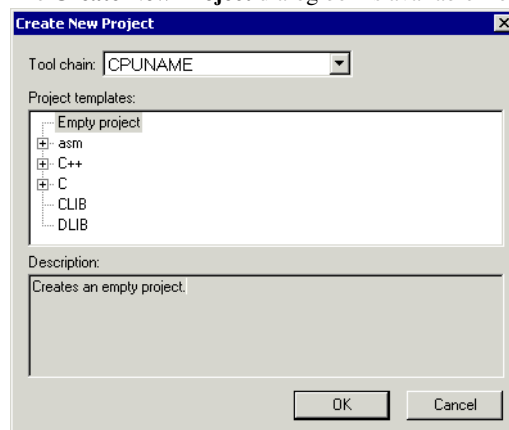 Create New Project
Tool chain: CPUNAME
Project templates:
Empty project
asm
C++
C
CLIB
DLIB
Description:
Creates an empty project.
OK Cancel